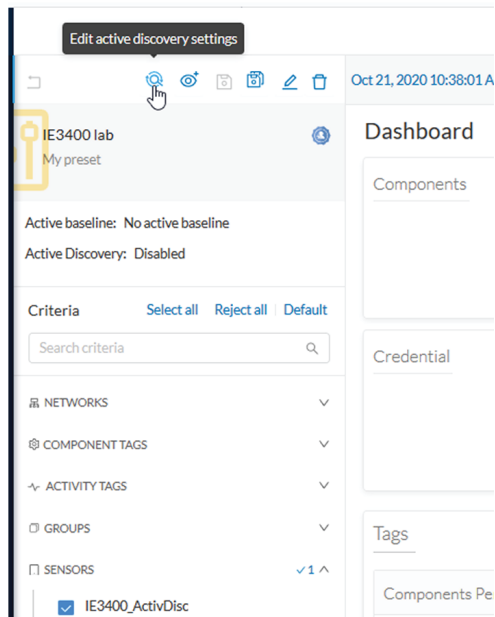 Edit active discovery settings
Oct 21, 2020 10:38:01 A
IE3400 lab
My preset
Active baseline: No active baseline
Active Discovery: Disabled
Criteria
Select all
Reject all
Default
Search criteria
NETWORKS
COMPONENT TAGS
ACTIVITY TAGS
GROUPS
SENSORS
1
IE3400_ActivDisc
Dashboard
Components
Credential
Tags
Components Pe